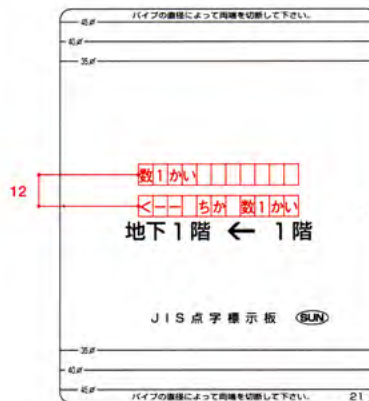 パイプの直径によって両端を切断して下さい。
45ø
40ø
35ø
12
数1かい
<ーー ちか 数1かい
地下1階 ← 1階
JIS点字標示板 SUN
35ø
40ø
45ø
パイプの直径によって両端を切断して下さい。
21